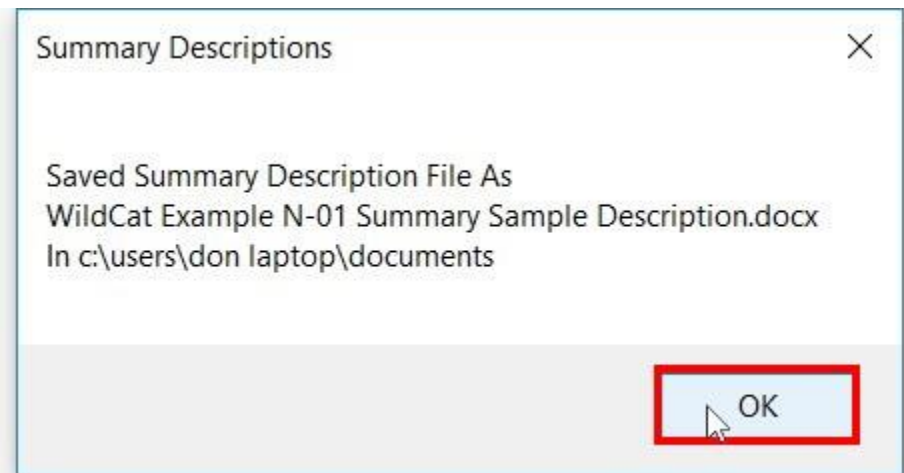 Summary Descriptions
Saved Summary Description File As
WildCat Example N-01 Summary Sample Description.docx
In c:\users\don laptop\documents
OK